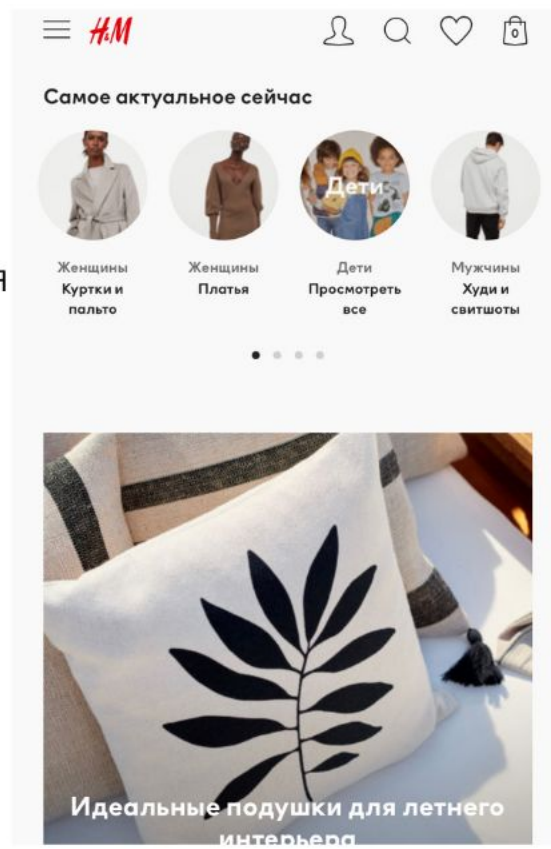 H&M
0
Самое актуальное сейчас
Дети
Женщины
Куртки и
пальто
Женщины
Платья
Дети
Просмотреть
все
Мужчины
Худи и
свитшоты
я
Идеальные подушки для летнего
интерьера